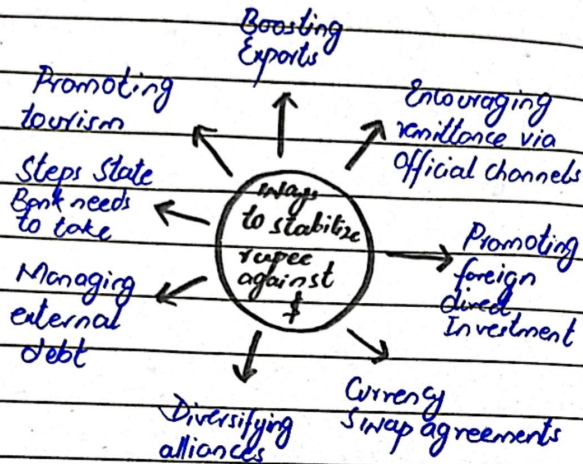 Boosting
Exports
Encouraging
remittance via
Official channels
Promoting
foreign
direct
Investment
Currency
Swap agreements
Diversifying
alliances
Managing
external
debt
Steps State
Bank needs
to take
Promoting
tourism
ways
to stabilize
rupee
against
$